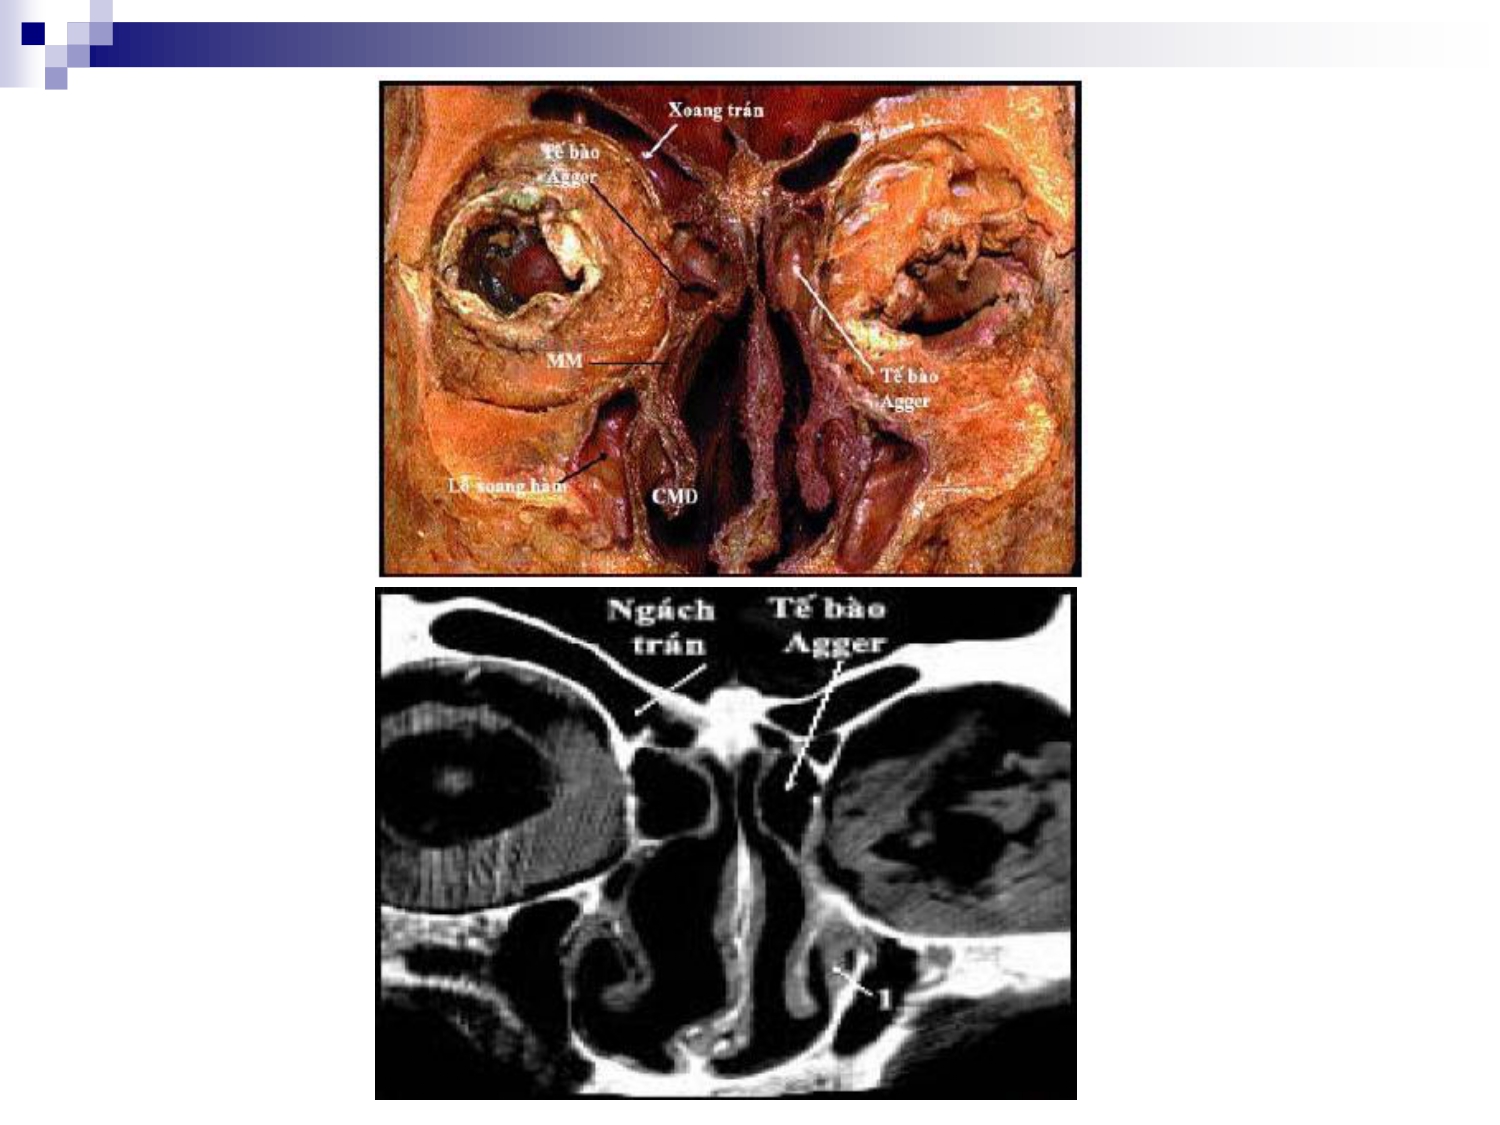 Xoang trán
Tế bào
Agger
MM
Tế bào
Agger
Lỗ xoang hàm
CMD
Ngách
trán
Tế bào
Agger
1